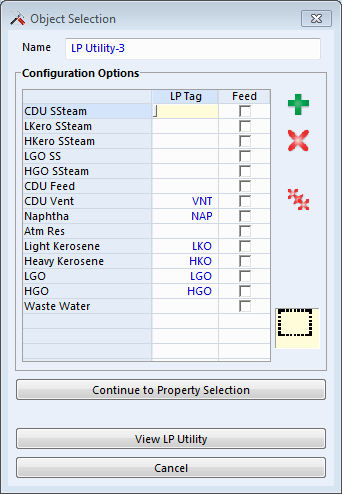 Object Selection
Name LP Utility-3
Configuration Options
LP Tag Feed
CDU SSteam
LKero SSteam
HKero SSteam
LGO SS
HGO SSteam
CDU Feed
CDU Vent VNT
Naphtha NAP
Atm Res
Light Kerosene LKO
Heavy Kerosene HKO
LGO LGO
HGO HGO
Waste Water
Continue to Property Selection
View LP Utility
Cancel